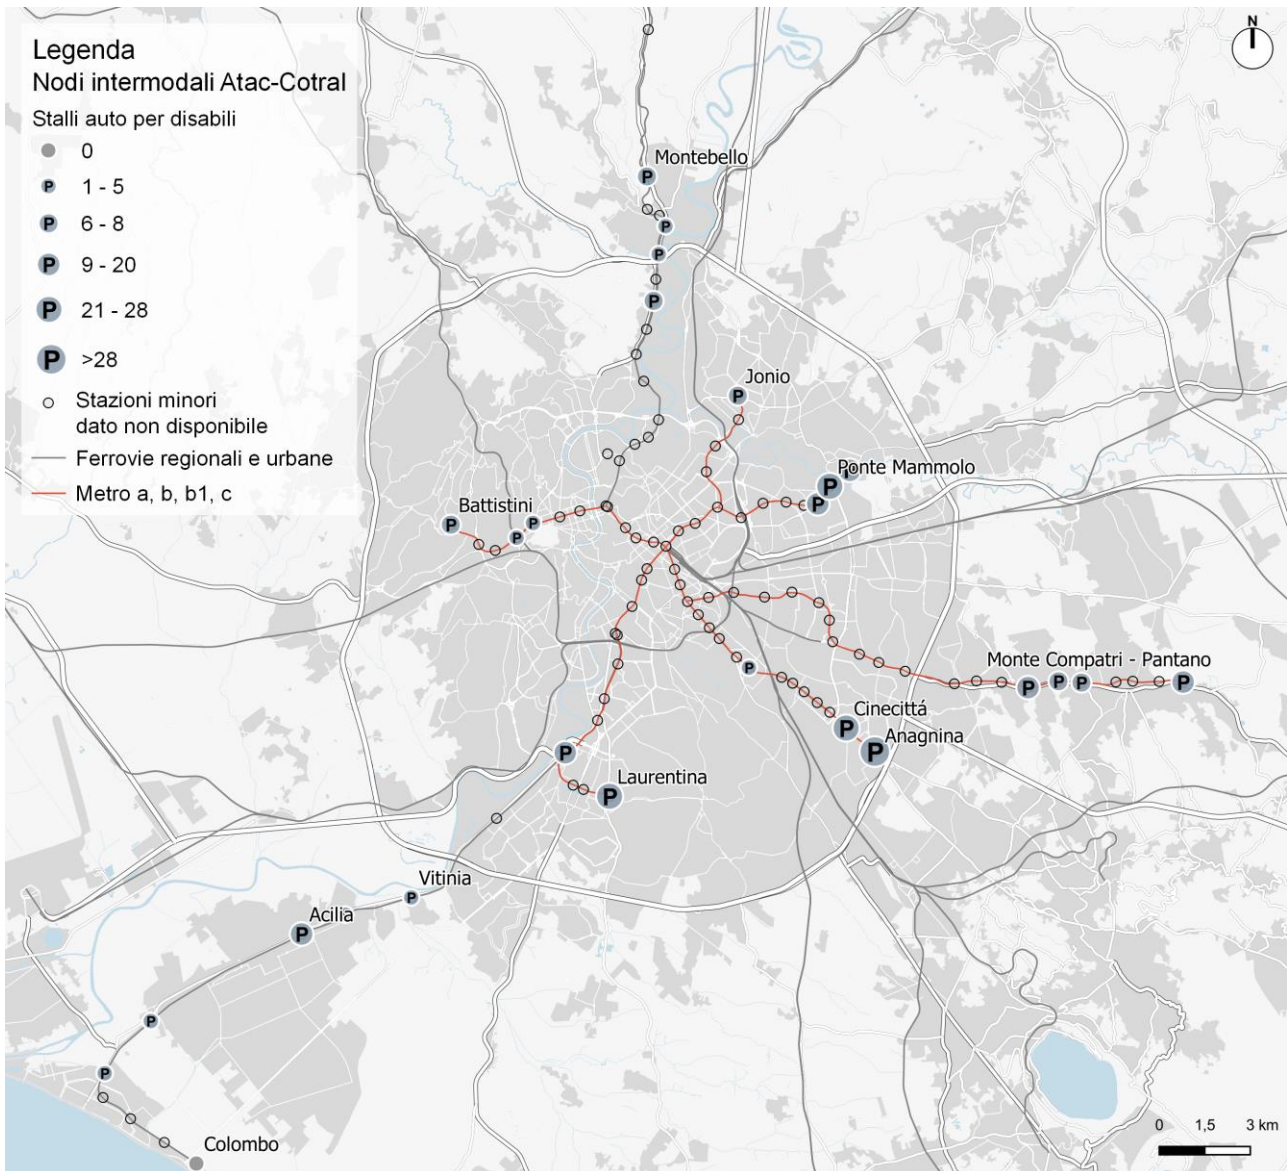 Legenda
Nodi intermodali Atac-Cotral
Stalli auto per disabili
0
P 1 - 5
P 6 - 8
P 9 - 20
P 21 - 28
P >28
Stazioni minori
dato non disponibile
Ferrovie regionali e urbane
Metro a, b, b1, c
N
Montebello
P
P
P
P
Jonio
P
Ponte Mammolo
P
P
Battistini
P
P
P
Monte Compatri - Pantano
P
P
P
P
P
Cinecittá
P
Anagnina
P
P
Laurentina
P
Vitinia
P
Acilia
P
P
P
Colombo
0 1,5 3 km